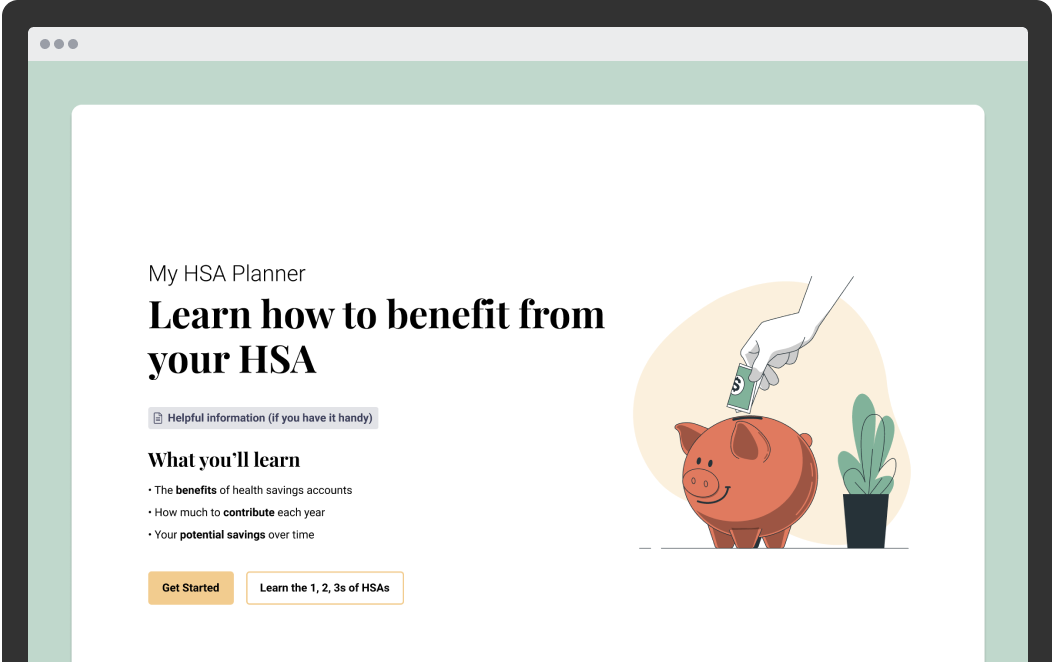 My HSA Planner
Learn how to benefit from
your HSA
Helpful information (if you have it handy)
What you’ll learn
• The benefits of health savings accounts
• How much to contribute each year
• Your potential savings over time
Get Started
Learn the 1, 2, 3s of HSAs
$